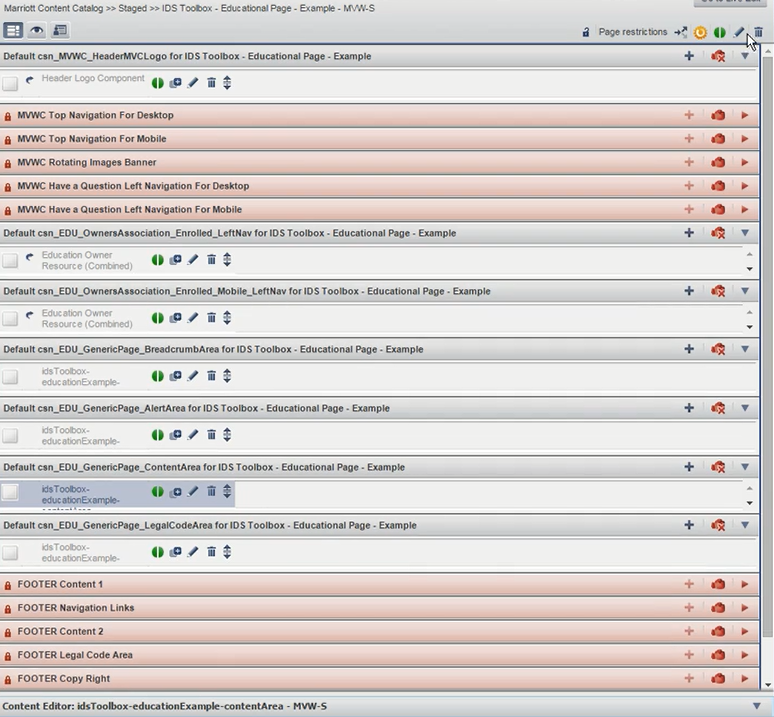 Marriott Content Catalog >> Staged >> IDS Toolbox - Educational Page - Example - MVW-S
Page restrictions
Default csn_MVWC_HeaderMVCLogo for IDS Toolbox - Educational Page - Example
Header Logo Component
MVWC Top Navigation For Desktop
MVWC Top Navigation For Mobile
MVWC Rotating Images Banner
MVWC Have a Question Left Navigation For Desktop
MVWC Have a Question Left Navigation For Mobile
Default csn_EDU_OwnersAssociation_Enrolled_LeftNav for IDS Toolbox - Educational Page - Example
Education Owner
Resource (Combined)
Default csn_EDU_OwnersAssociation_Enrolled_Mobile_LeftNav for IDS Toolbox - Educational Page - Example
Education Owner
Resource (Combined)
Default csn_EDU_GenericPage_BreadcrumbArea for IDS Toolbox - Educational Page - Example
idsToolbox-
educationExample-
Default csn_EDU_GenericPage_AlertArea for IDS Toolbox - Educational Page - Example
idsToolbox-
educationExample-
Default csn_EDU_GenericPage_ContentArea for IDS Toolbox - Educational Page - Example
idsToolbox-
educationExample-
Default csn_EDU_GenericPage_LegalCodeArea for IDS Toolbox - Educational Page - Example
idsToolbox-
educationExample-
FOOTER Content 1
FOOTER Navigation Links
FOOTER Content 2
FOOTER Legal Code Area
FOOTER Copy Right
Content Editor: idsToolbox-educationExample-contentArea - MVW-S